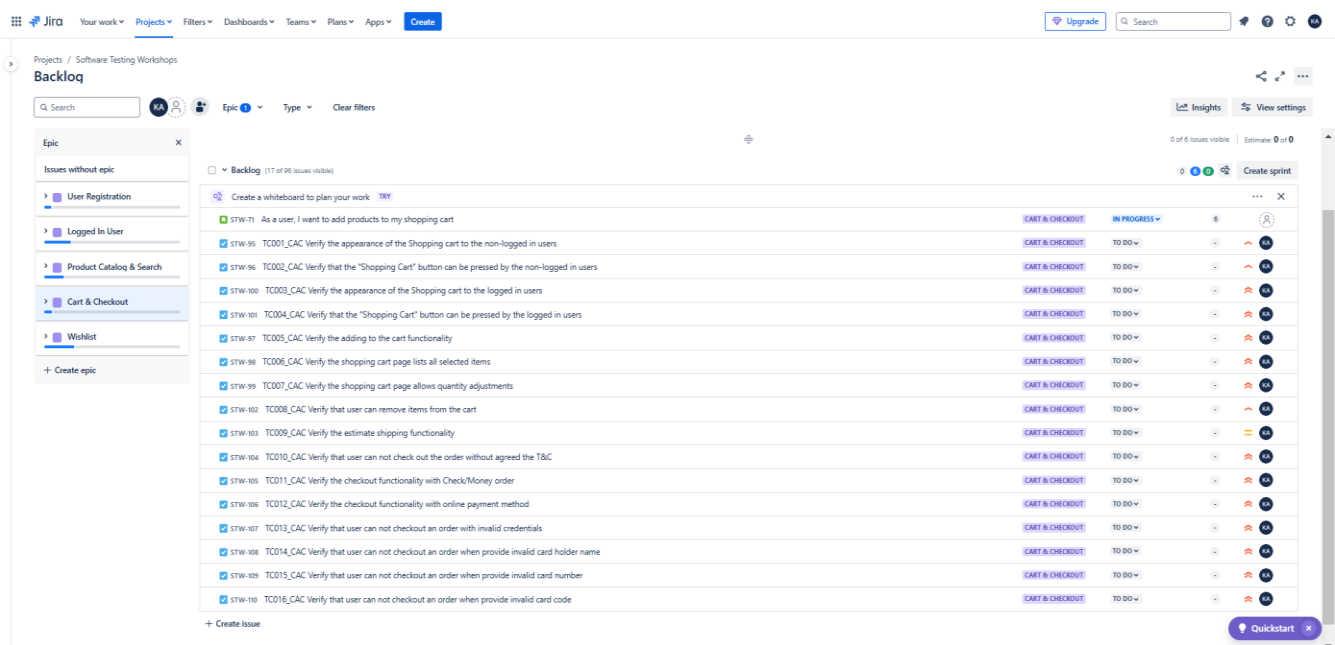 Jira Your work Projects Filters Dashboards Teams Plans Apps Create Upgrade Search KA
Projects / Software Testing Workshops
Backlog
Search KA Epic 1 Type Clear filters Insights View settings
Epic
Issues without epic
User Registration
Logged In User
Product Catalog & Search
Cart & Checkout
Wishlist
+ Create epic
0 of 6 issues visible Estimate: 0 of 0
Backlog (17 of 96 issues visible) 0 6 0 Create sprint
Create a whiteboard to plan your work TRY
STW-71 As a user, I want to add products to my shopping cart CART & CHECKOUT IN PROGRESS 6
STW-95 TC001_CAC Verify the appearance of the Shopping cart to the non-logged in users CART & CHECKOUT TO DO - KA
STW-96 TC002_CAC Verify that the "Shopping Cart" button can be pressed by the non-logged in users CART & CHECKOUT TO DO - KA
STW-100 TC003_CAC Verify the appearance of the Shopping cart to the logged in users CART & CHECKOUT TO DO - KA
STW-101 TC004_CAC Verify that the "Shopping Cart" button can be pressed by the logged in users CART & CHECKOUT TO DO - KA
STW-97 TC005_CAC Verify the adding to the cart functionality CART & CHECKOUT TO DO - KA
STW-98 TC006_CAC Verify the shopping cart page lists all selected items CART & CHECKOUT TO DO - KA
STW-99 TC007_CAC Verify the shopping cart page allows quantity adjustments CART & CHECKOUT TO DO - KA
STW-102 TC008_CAC Verify that user can remove items from the cart CART & CHECKOUT TO DO - KA
STW-103 TC009_CAC Verify the estimate shipping functionality CART & CHECKOUT TO DO - KA
STW-104 TC010_CAC Verify that user can not check out the order without agreed the T&C CART & CHECKOUT TO DO - KA
STW-105 TC011_CAC Verify the checkout functionality with Check/Money order CART & CHECKOUT TO DO - KA
STW-106 TC012_CAC Verify the checkout functionality with online payment method CART & CHECKOUT TO DO - KA
STW-107 TC013_CAC Verify that user can not checkout an order with invalid credentials CART & CHECKOUT TO DO - KA
STW-108 TC014_CAC Verify that user can not checkout an order when provide invalid card holder name CART & CHECKOUT TO DO - KA
STW-109 TC015_CAC Verify that user can not checkout an order when provide invalid card number CART & CHECKOUT TO DO - KA
STW-110 TC016_CAC Verify that user can not checkout an order when provide invalid card code CART & CHECKOUT TO DO - KA
+ Create issue
Quickstart